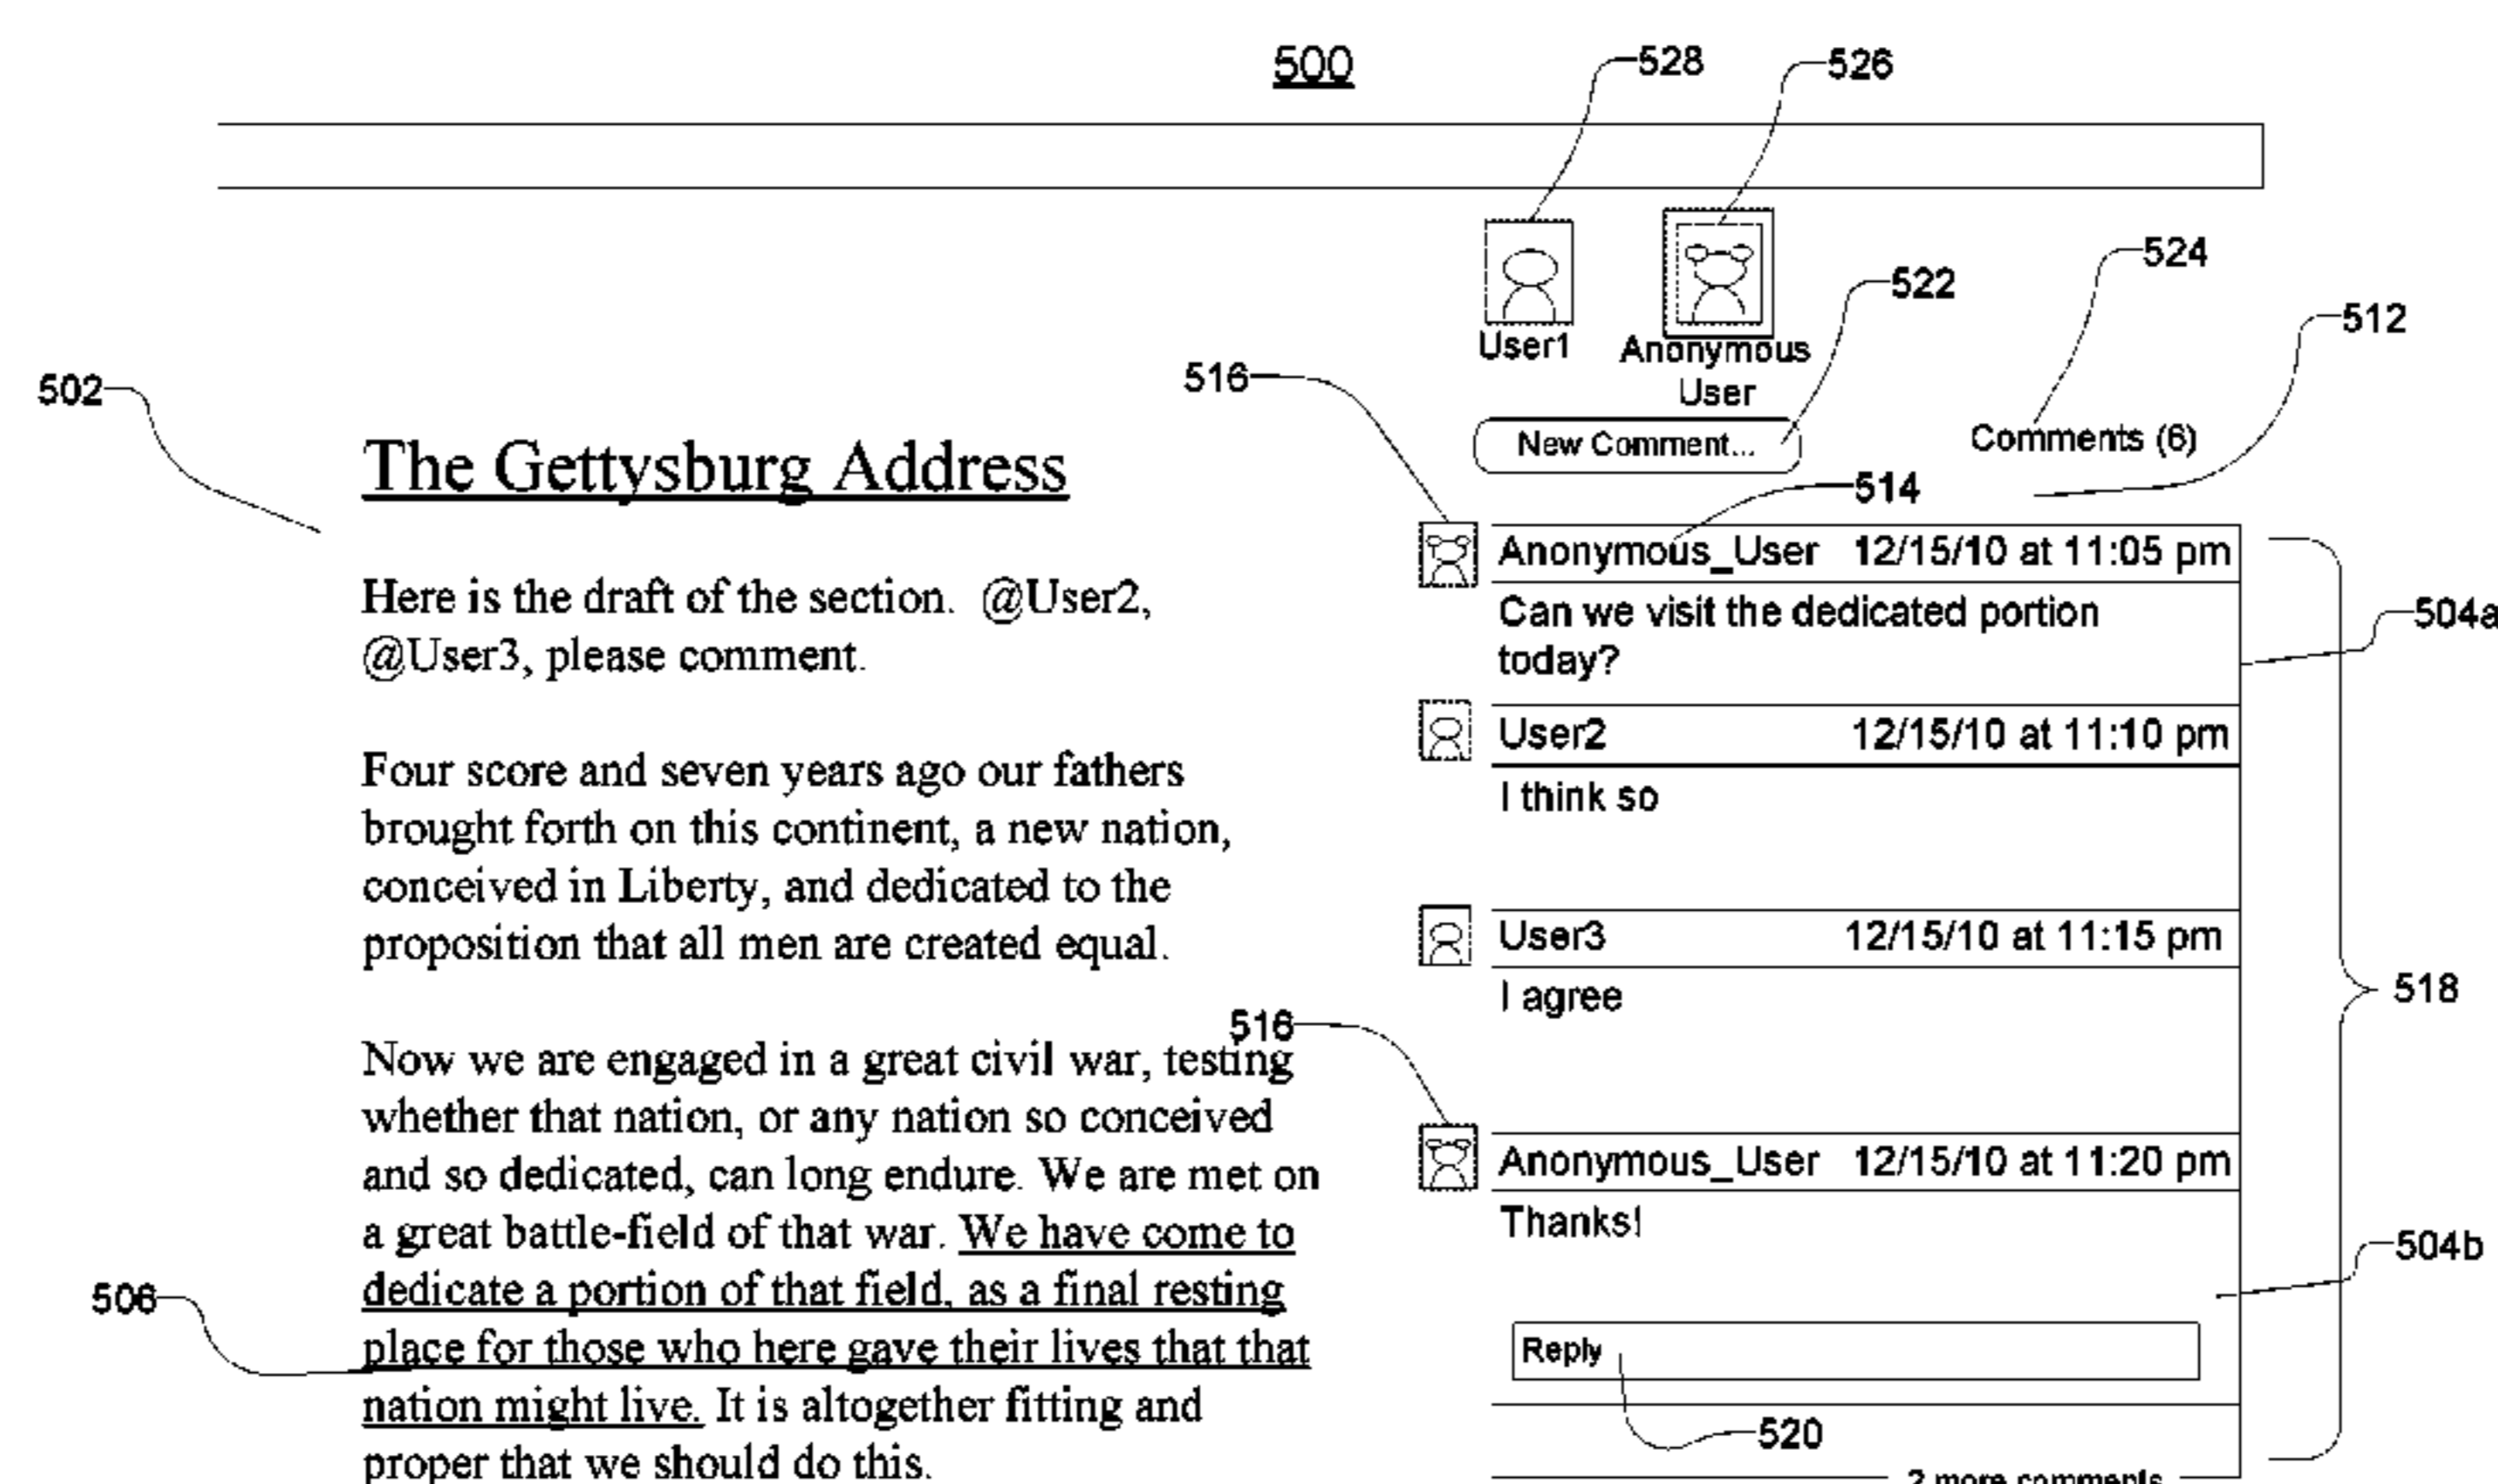 500
528
526
524
522
512
User1
Anonymous
User
516
502
New Comment...
Comments (6)
The Gettysburg Address
514
Anonymous_User 12/15/10 at 11:05 pm
Here is the draft of the section. @User2,
@User3, please comment.
Can we visit the dedicated portion
today?
504a
User2 12/15/10 at 11:10 pm
I think so
Four score and seven years ago our fathers
brought forth on this continent, a new nation,
conceived in Liberty, and dedicated to the
proposition that all men are created equal.
User3 12/15/10 at 11:15 pm
I agree
518
516
Now we are engaged in a great civil war, testing
whether that nation, or any nation so conceived
and so dedicated, can long endure. We are met on
a great battle-field of that war. We have come to
dedicate a portion of that field, as a final resting
place for those who here gave their lives that that
nation might live. It is altogether fitting and
proper that we should do this.
Anonymous_User 12/15/10 at 11:20 pm
Thanks!
504b
506
Reply
520
2 more comments